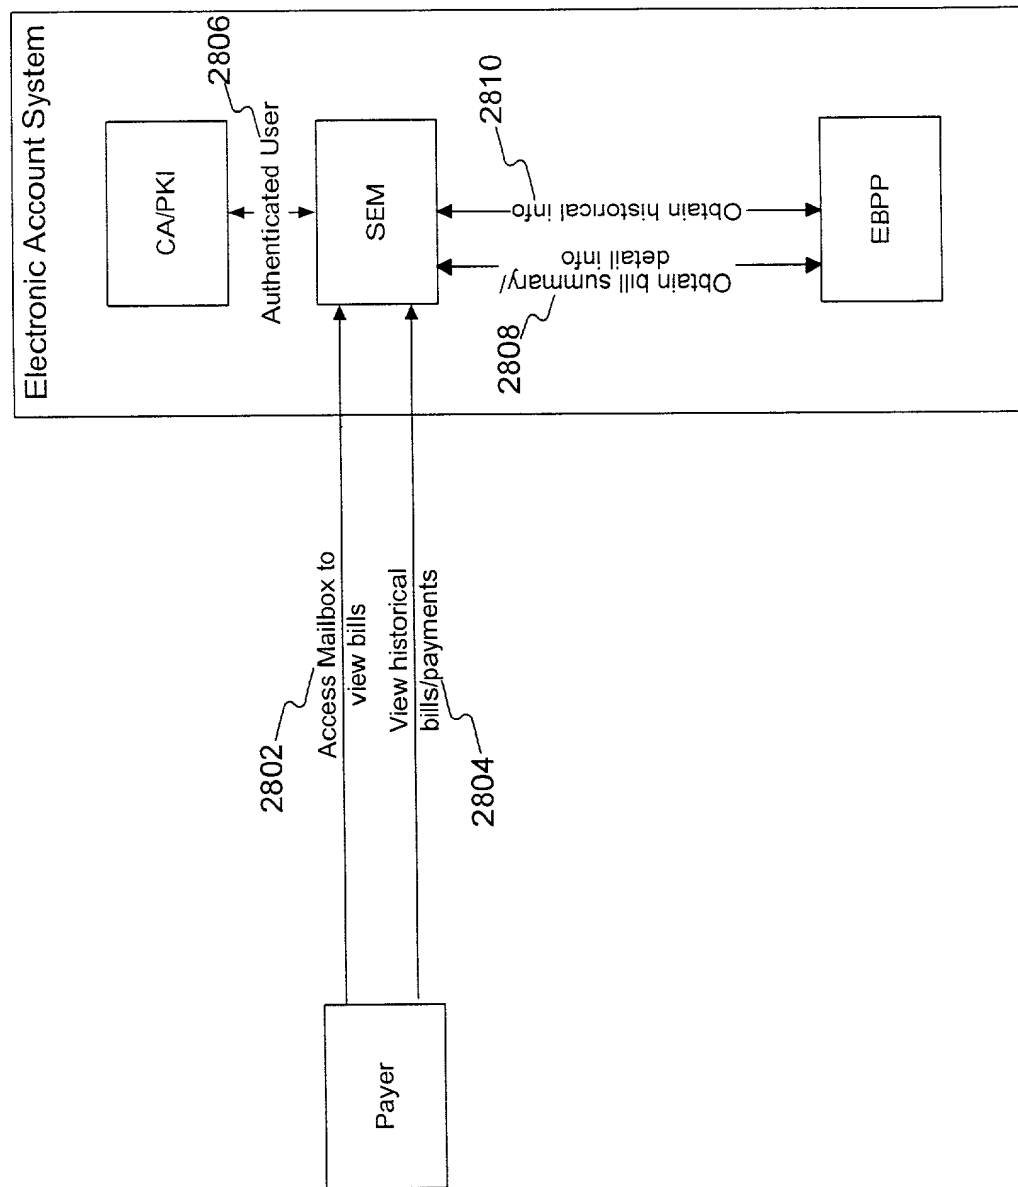 Electronic Account System
CA/PKI
2806
Authenticated User
SEM
2802
Access Mailbox to
view bills
View historical
bills/payments
2804
Payer
2808
Obtain bill summary/
detail info
2810
Obtain historical info
EBPP